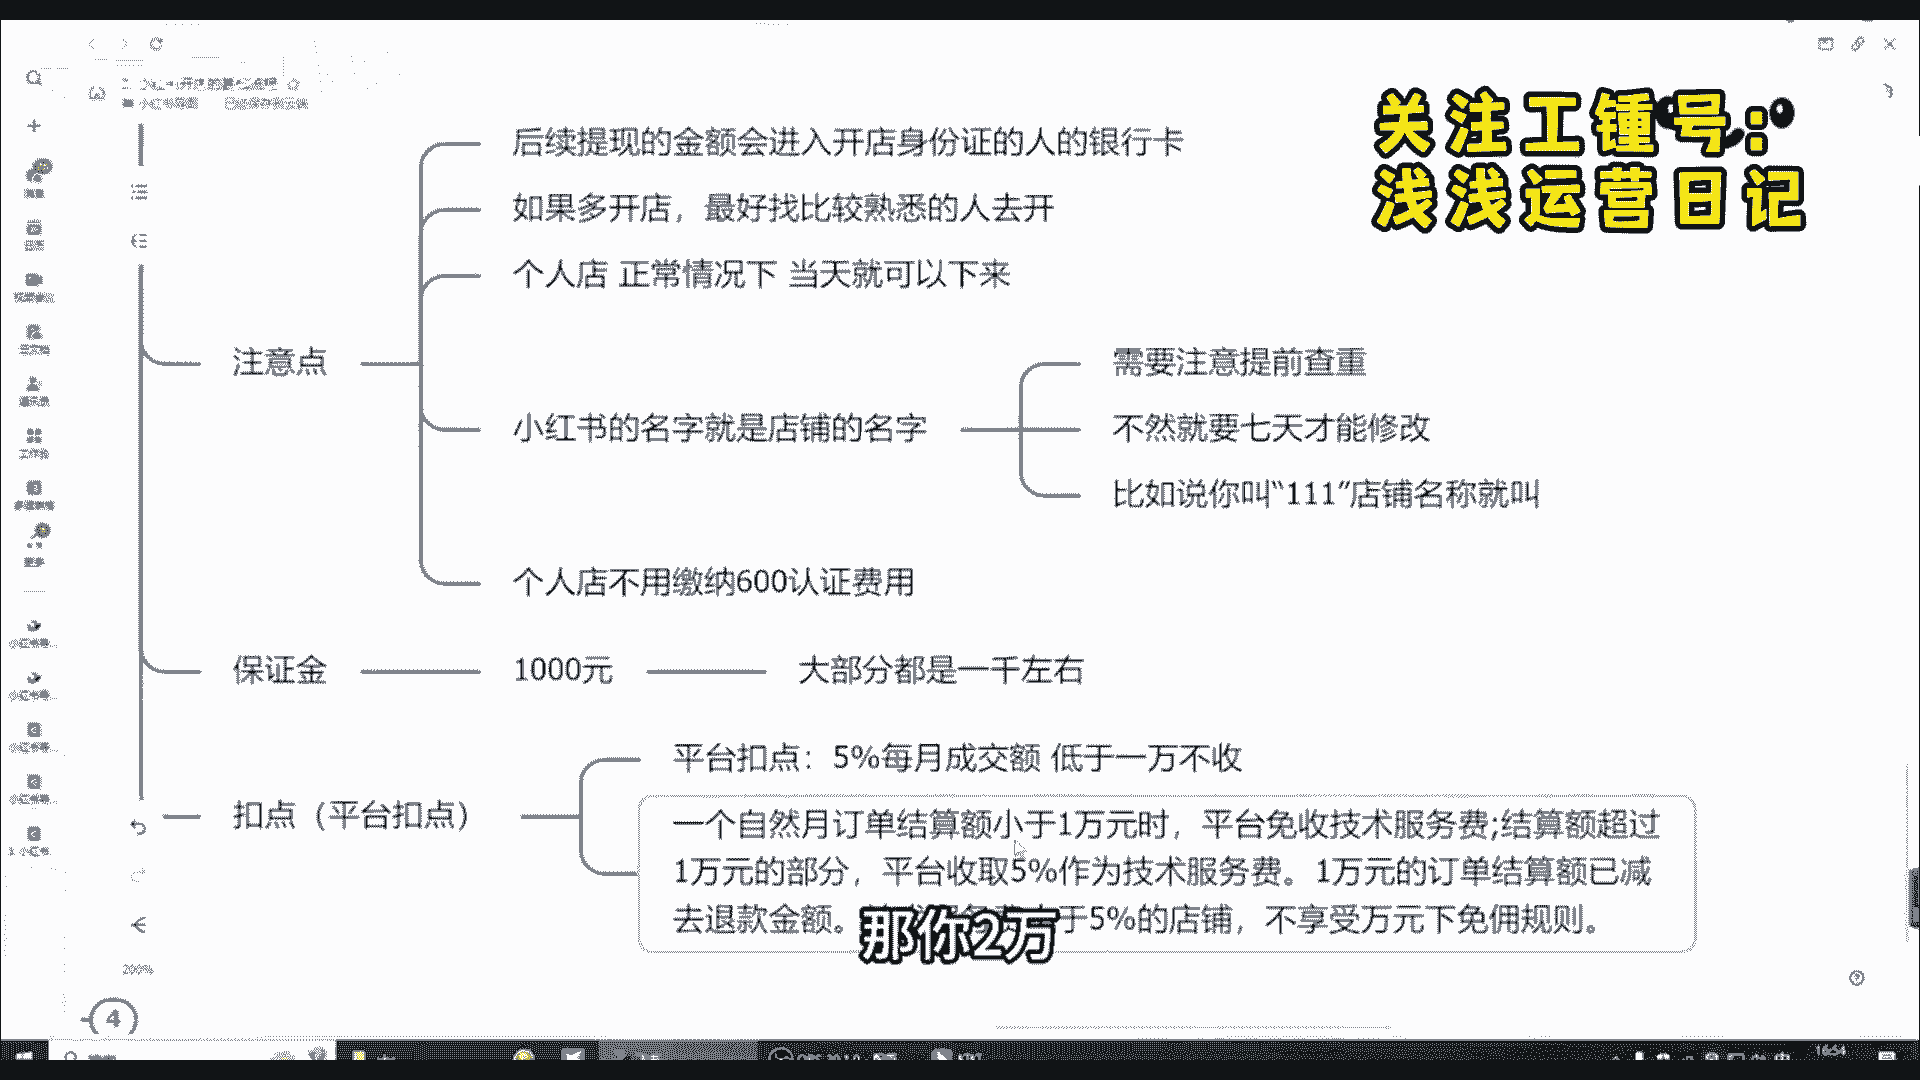 关注工锺号:
浅浅运营日记
后续提现的金额会进入开店身份证的人的银行卡
如果多开店，最好找比较熟悉的人去开
个人店 正常情况下 当天就可以下来
注意点
需要注意提前查重
小红书的名字就是店铺的名字
不然就要七天才能修改
比如说你叫“111”店铺名称就叫
个人店不用缴纳600认证费用
保证金
1000元
大部分都是一千左右
平台扣点：5%每月成交额 低于一万不收
扣点（平台扣点）
一个自然月订单结算额小于1万元时，平台免收技术服务费;结算额超过
1万元的部分，平台收取5%作为技术服务费。1万元的订单结算额已减
去退款金额。于5%的店铺，不享受万元下免佣规则。
那你2万
200%
4
16:54